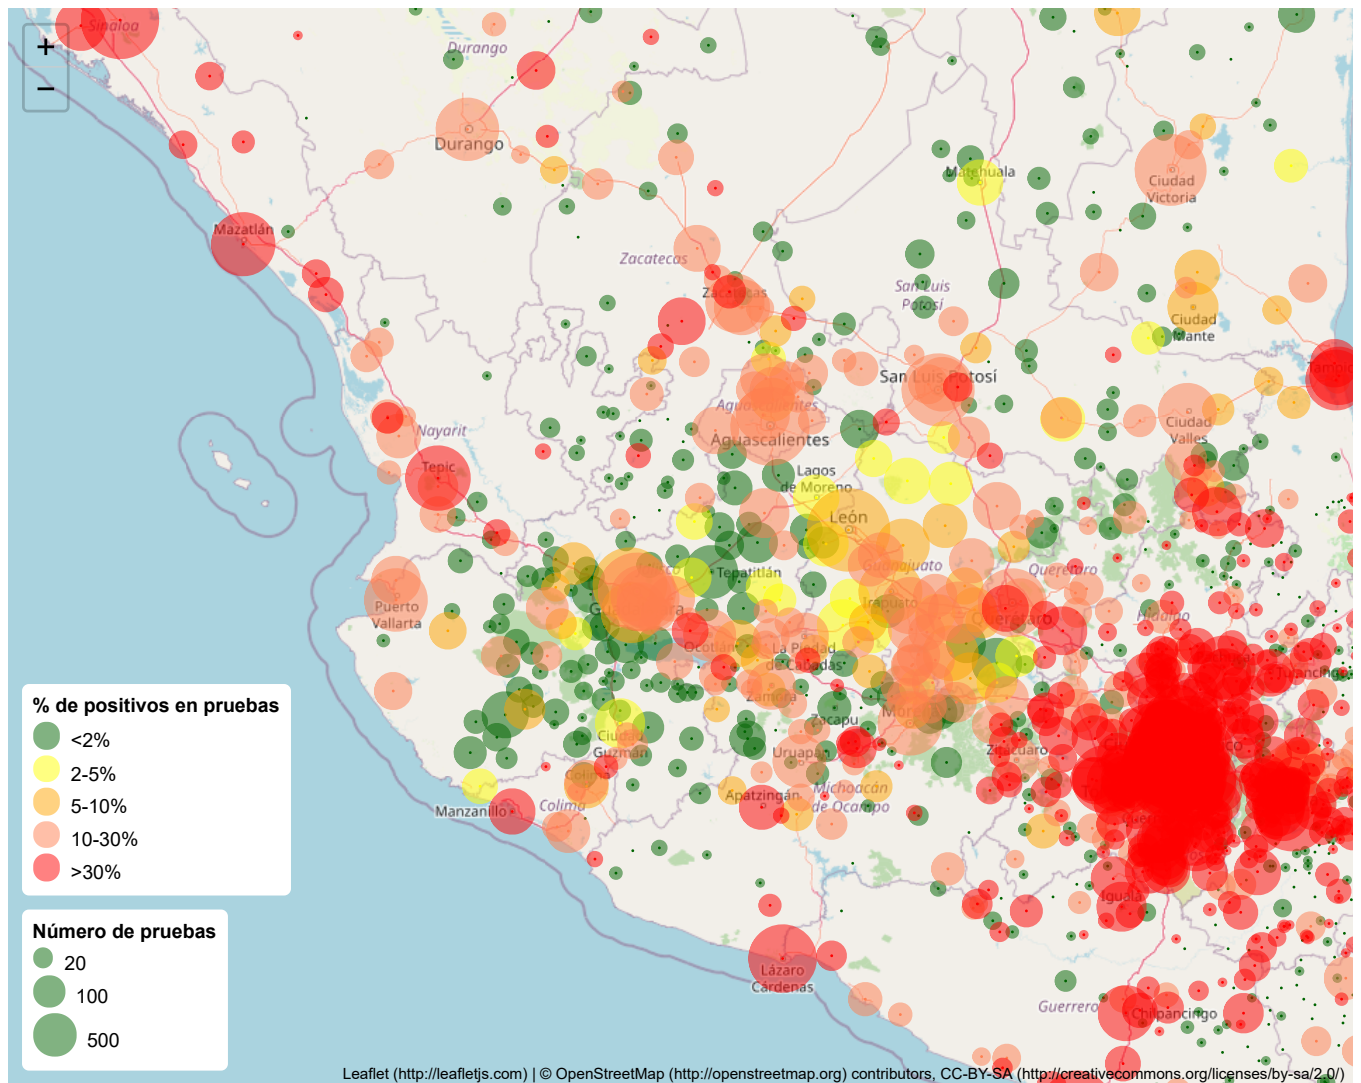 +
−
Sinaloa
Durango
Durango
Matehuala
Ciudad
Victoria
Mazatlán
Zacatecas
Zacatecas
San Luis
Potosí
Ciudad
Mante
San Luis Potosí
Aguascalientes
Aguascalientes
Nayarit
Tepic
Ciudad
Valles
Lagos
de Moreno
León
Guanajuato
Querétaro
Tepatitlán
Irapuato
Puerto
Vallarta
Hidalgo
Ocotlán
La Piedad
de Cabadas
Zamora
Zacapu
Ciudad
Guzmán
Uruapan
Zitácuaro
Colima
Apatzingán
Michoacán
de Ocampo
Manzanillo
Colima
Iguala
Lázaro
Cárdenas
Guerrero
Chilpancingo
% de positivos en pruebas
<2%
2-5%
5-10%
10-30%
>30%
Número de pruebas
20
100
500
Leaflet (http://leafletjs.com) | © OpenStreetMap (http://openstreetmap.org) contributors, CC-BY-SA (http://creativecommons.org/licenses/by-sa/2.0/)